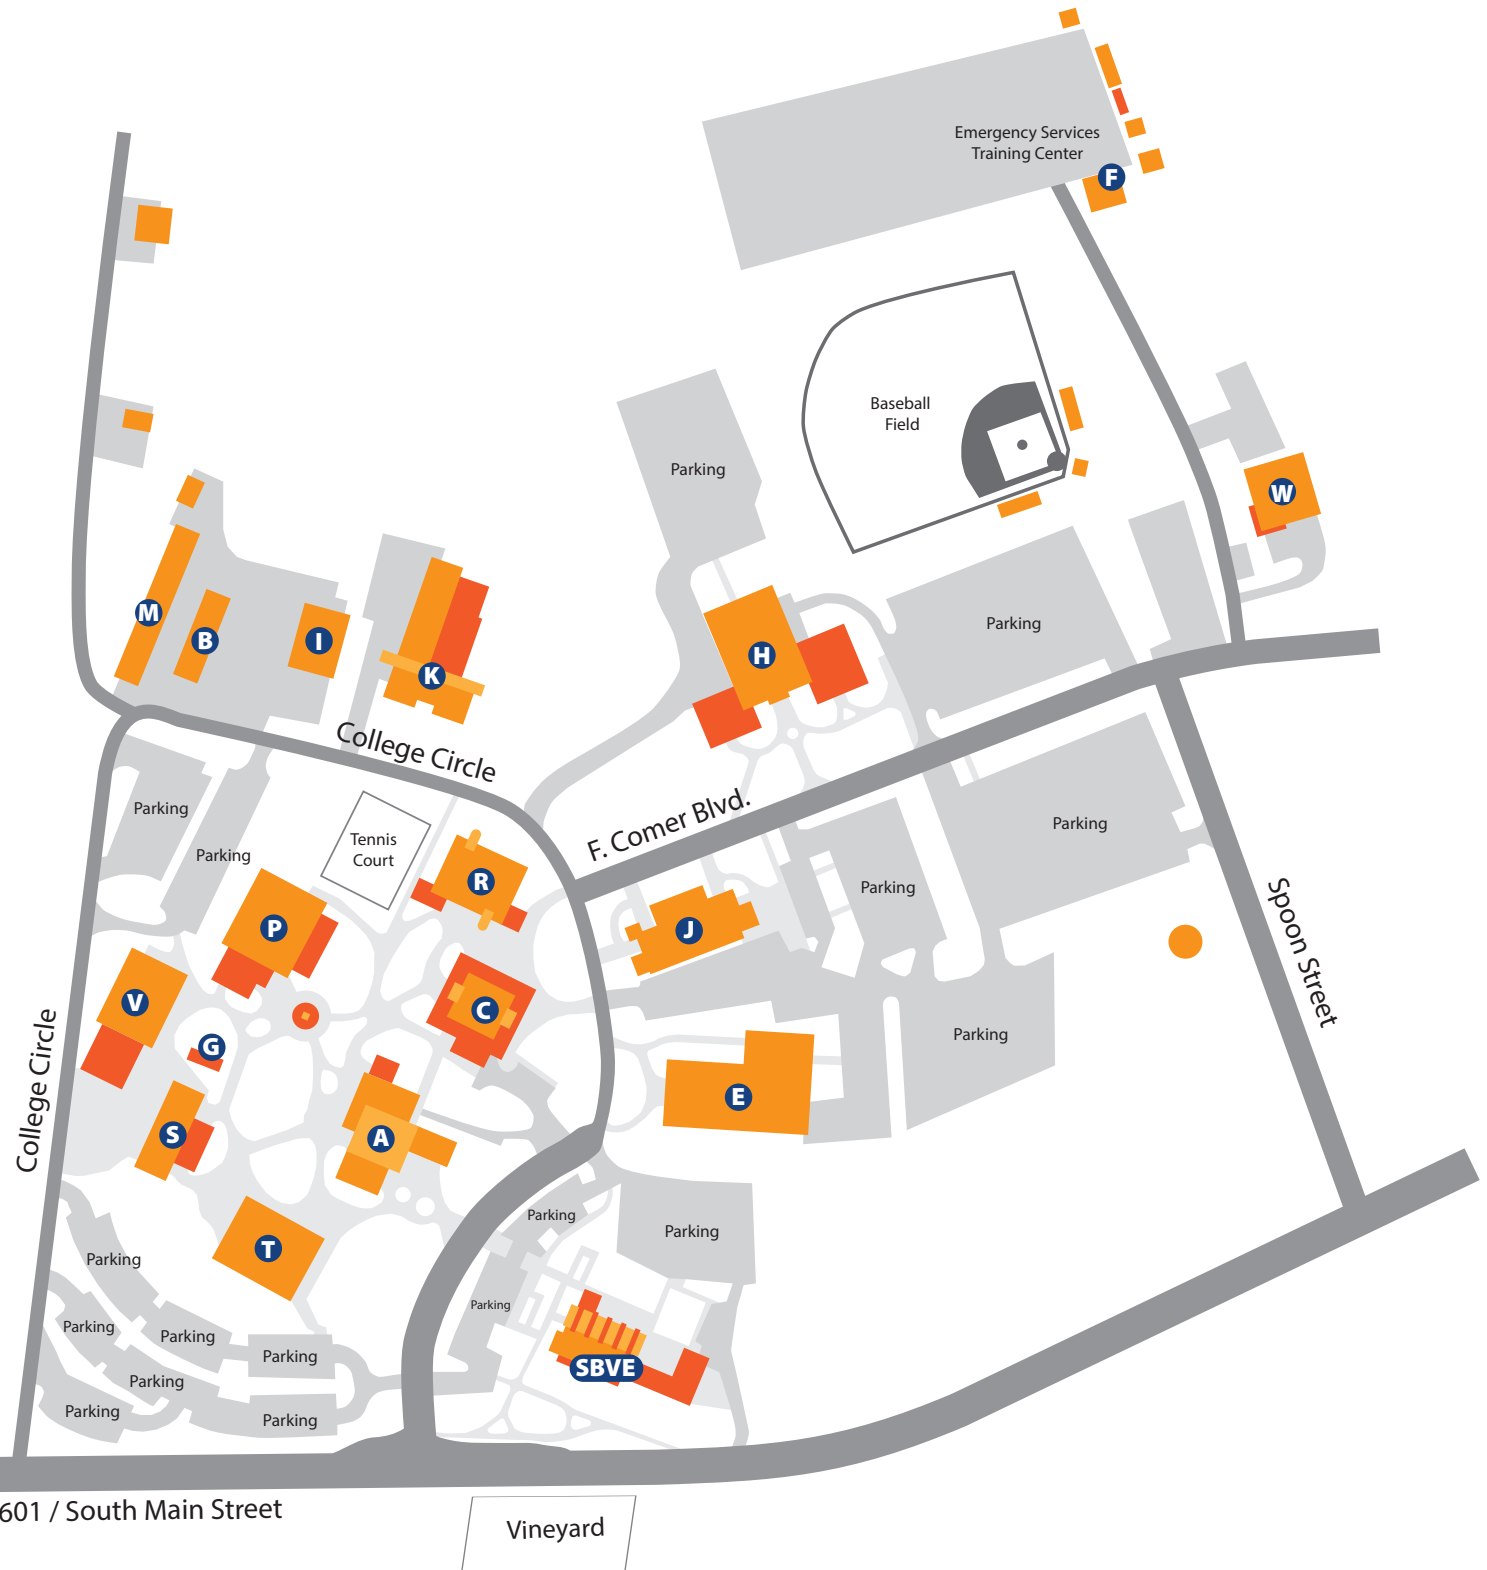 Emergency Services
Training Center
F
Baseball
Field
Parking
W
M
B
I
K
H
Parking
College Circle
Parking
Tennis
Court
F. Comer Blvd.
Parking
Parking
R
Parking
P
J
Spoon Street
V
C
G
Parking
College Circle
S
A
E
T
Parking
Parking
Parking
Parking
Parking
Parking
Parking
SBVE
Parking
Parking
Parking
601 / South Main Street
Vineyard